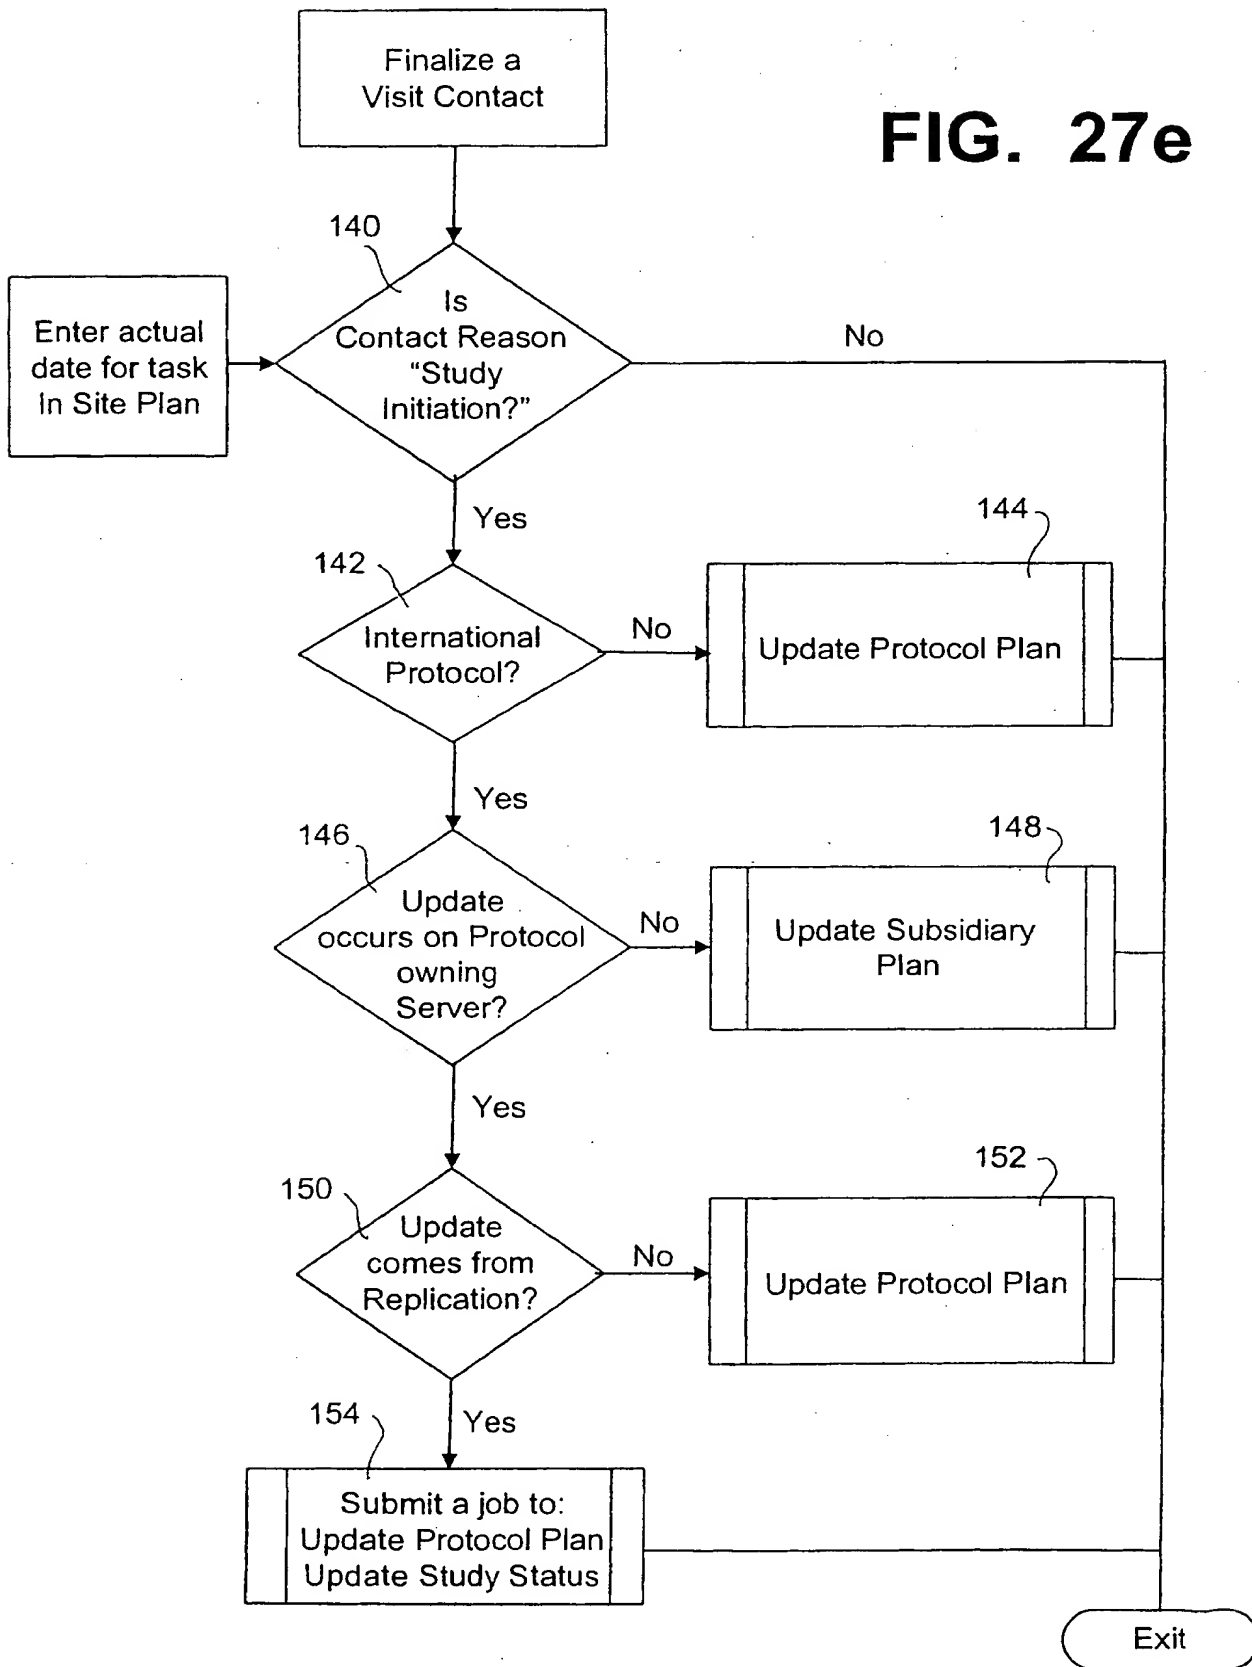 Finalize a
Visit Contact
FIG. 27e
140
Enter actual
date for task
In Site Plan
Is
Contact Reason
“Study
Initiation?”
No
Yes
142
144
International
Protocol?
No
Update Protocol Plan
Yes
146
148
Update
occurs on Protocol
owning
Server?
No
Update Subsidiary
Plan
Yes
150
152
Update
comes from
Replication?
No
Update Protocol Plan
Yes
154
Submit a job to:
Update Protocol Plan
Update Study Status
Exit